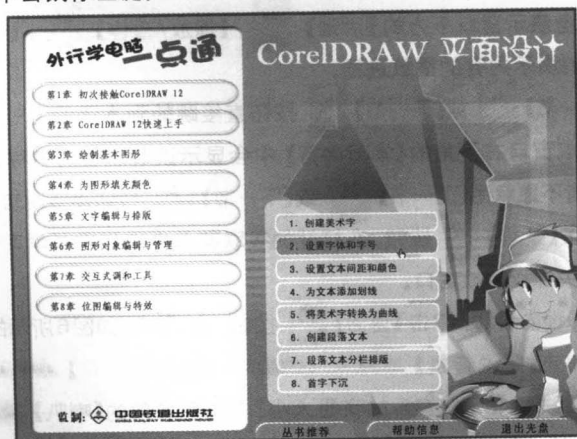 外行学电脑一点通
CorelDRAW 平面设计
第1章 初次接触CorelDRAW 12
第2章 CorelDRAW 12快速上手
第3章 绘制基本图形
第4章 为图形填充颜色
第5章 文字编辑与排版
第6章 图形对象编辑与管理
第7章 交互式调和工具
第8章 位图编辑与特效
1. 创建美术字
2. 设置字体和字号
3. 设置文本间距和颜色
4. 为文本添加划线
5. 将美术字转换为曲线
6. 创建段落文本
7. 段落文本分栏排版
8. 首字下沉
监制: 中国铁道出版社
CHINA RAILWAY PUBLISHING HOUSE
丛书推荐 帮助信息 退出光盘